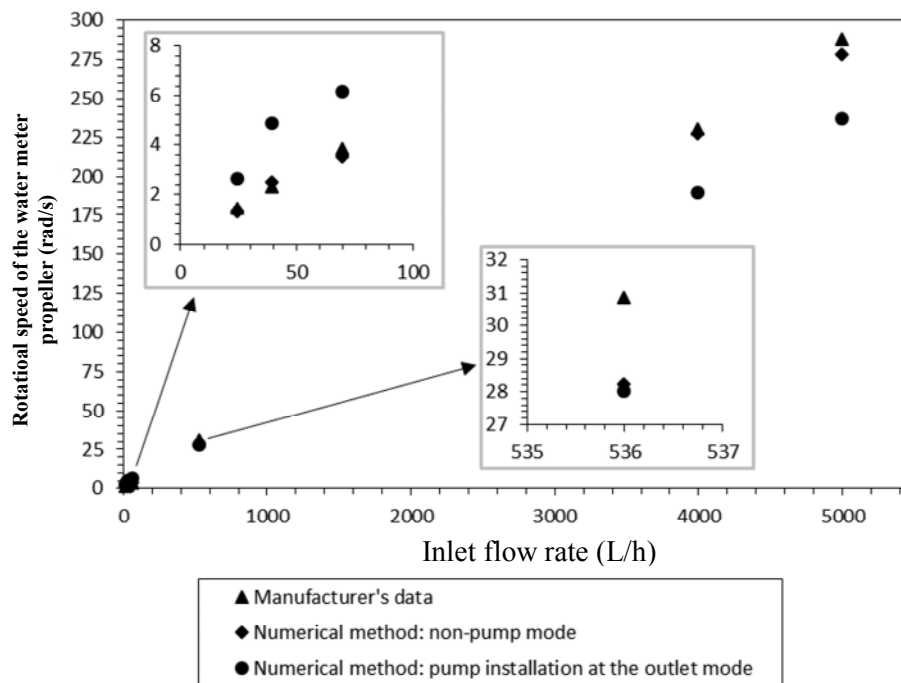 Rotatioal speed of the water meter
propeller (rad/s)
300
275
250
225
200
175
150
125
100
75
50
25
0
0 1000 2000 3000 4000 5000
8
6
4
2
0
0 50 100
32
31
30
29
28
27
535 536 537
Inlet flow rate (L/h)
▲ Manufacturer's data
◆ Numerical method: non-pump mode
● Numerical method: pump installation at the outlet mode